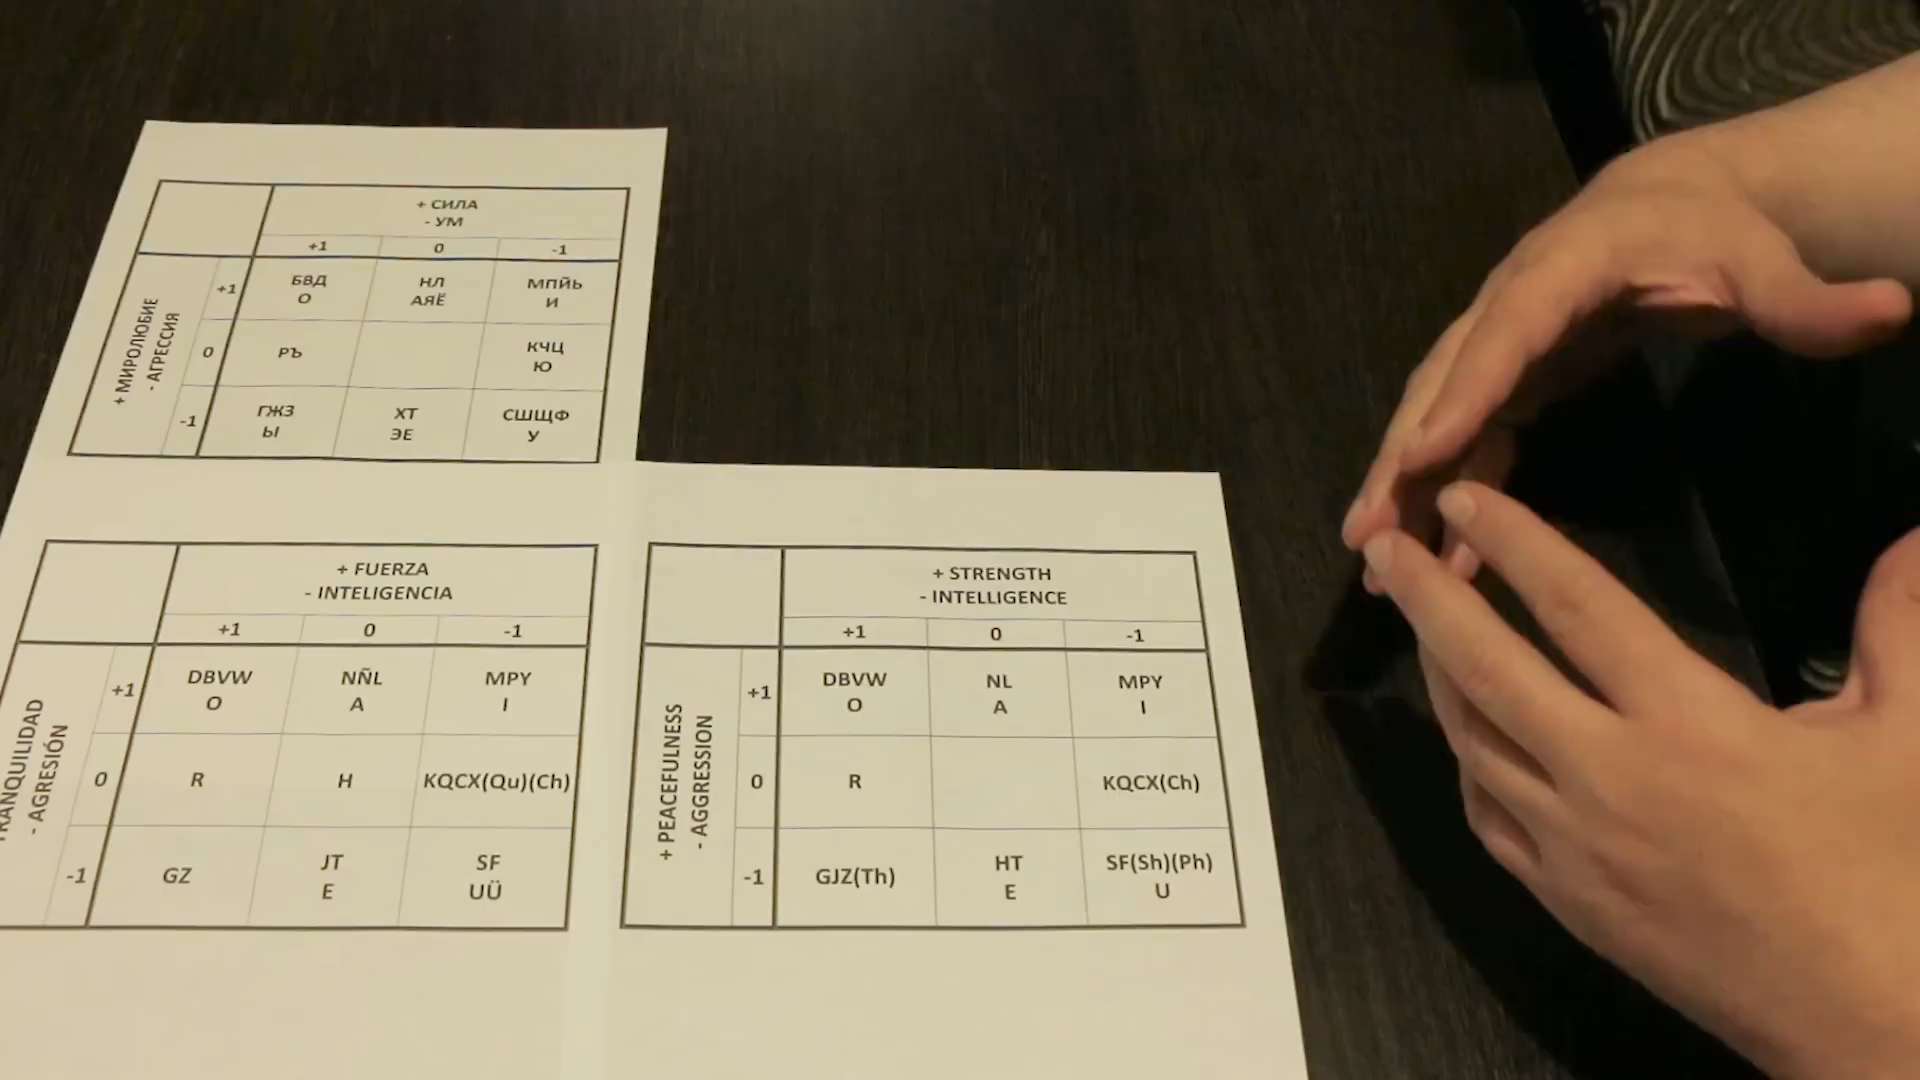 + СИЛА
- УМ
+1 0 -1
+ МИРОЛЮБИЕ
- АГРЕССИЯ
+1
БВД
О
НЛ
АЯЁ
МПЙЬ
И
0
РЪ
КЧЦ
Ю
-1
ГЖЗ
Ы
ХТ
ЭЕ
СШЩФ
У
+ FUERZA
- INTELIGENCIA
+1 0 -1
- AGRESIÓN
+1
DBVW
O
NÑL
A
MPY
I
0
R
H
KQCX(Qu)(Ch)
-1
GZ
JT
E
SF
UÜ
+ STRENGTH
- INTELLIGENCE
+1 0 -1
+ PEACEFULNESS
- AGGRESSION
+1
DBVW
O
NL
A
MPY
I
0
R
KQCX(Ch)
-1
GJZ(Th)
HT
E
SF(Sh)(Ph)
U